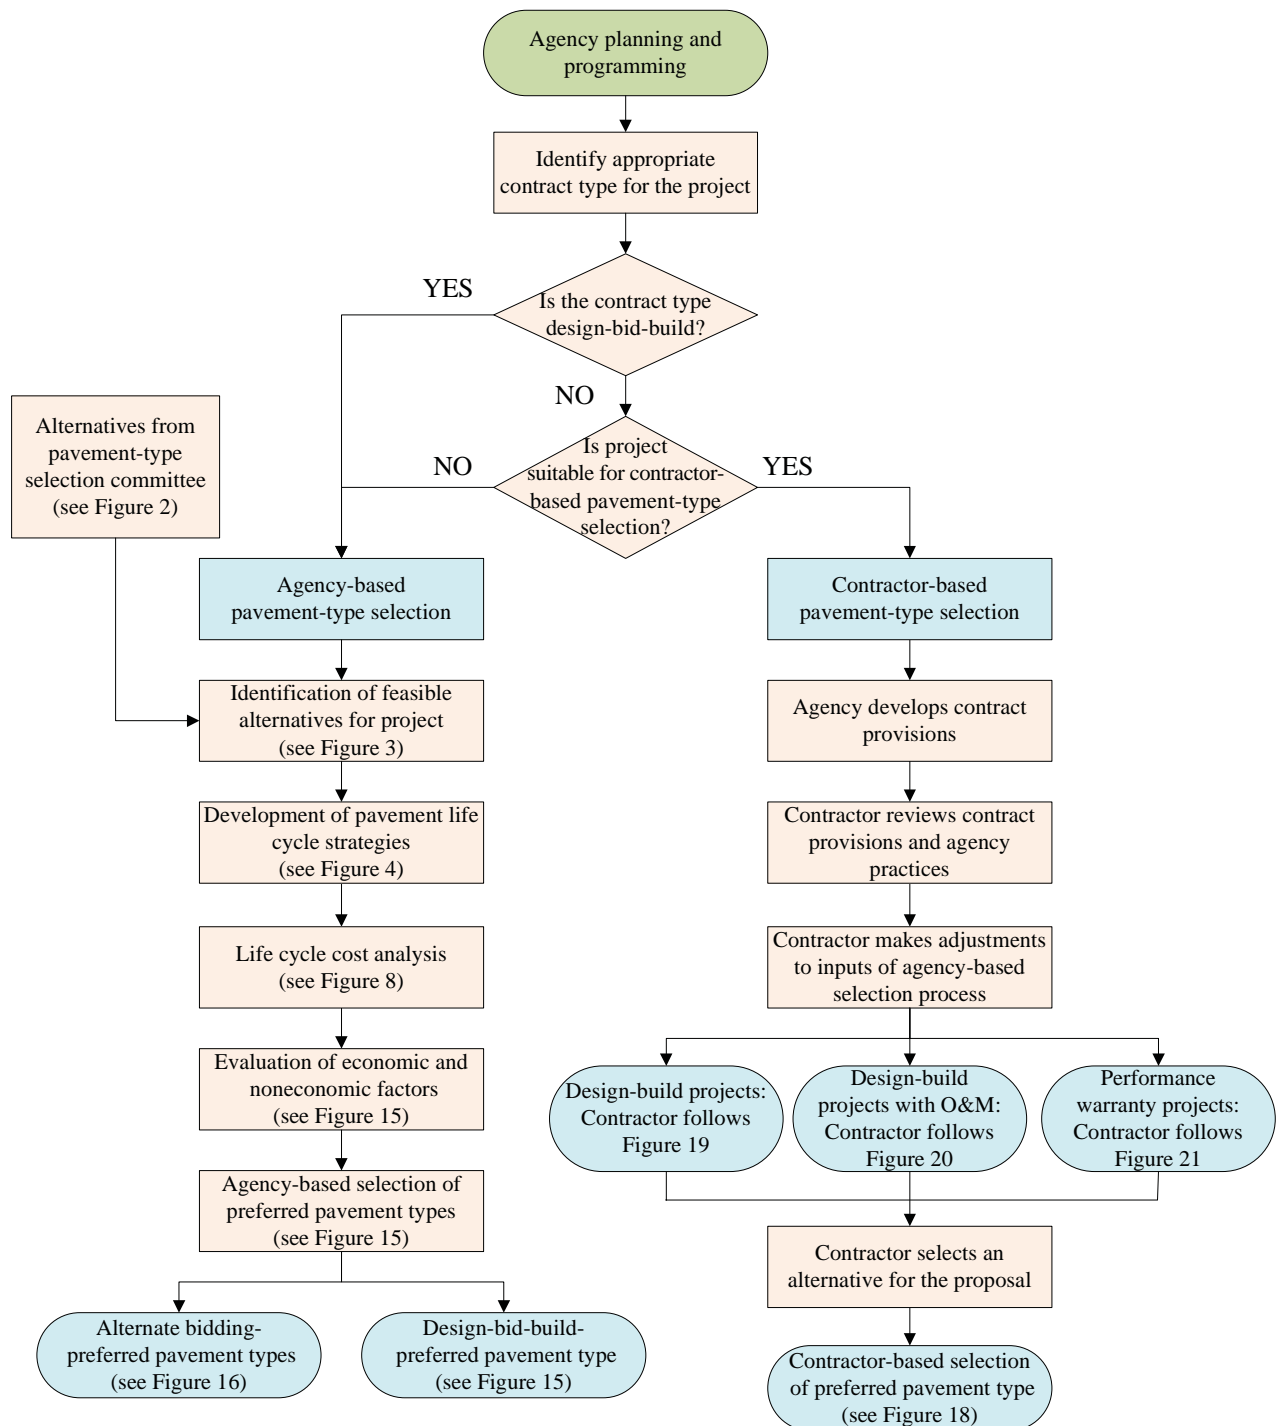 Agency planning and
programming
Identify appropriate
contract type for the project
YES
Is the contract type
design-bid-build?
NO
Alternatives from
pavement-type
selection committee
(see Figure 2)
NO
Is project
suitable for contractor-
based pavement-type
selection?
YES
Agency-based
pavement-type selection
Contractor-based
pavement-type selection
Identification of feasible
alternatives for project
(see Figure 3)
Agency develops contract
provisions
Development of pavement life
cycle strategies
(see Figure 4)
Contractor reviews contract
provisions and agency
practices
Life cycle cost analysis
(see Figure 8)
Contractor makes adjustments
to inputs of agency-based
selection process
Evaluation of economic and
noneconomic factors
(see Figure 15)
Design-build projects:
Contractor follows
Figure 19
Design-build
projects with O&M:
Contractor follows
Figure 20
Performance
warranty projects:
Contractor follows
Figure 21
Agency-based selection of
preferred pavement types
(see Figure 15)
Contractor selects an
alternative for the proposal
Alternate bidding-
preferred pavement types
(see Figure 16)
Design-bid-build-
preferred pavement type
(see Figure 15)
Contractor-based selection
of preferred pavement type
(see Figure 18)